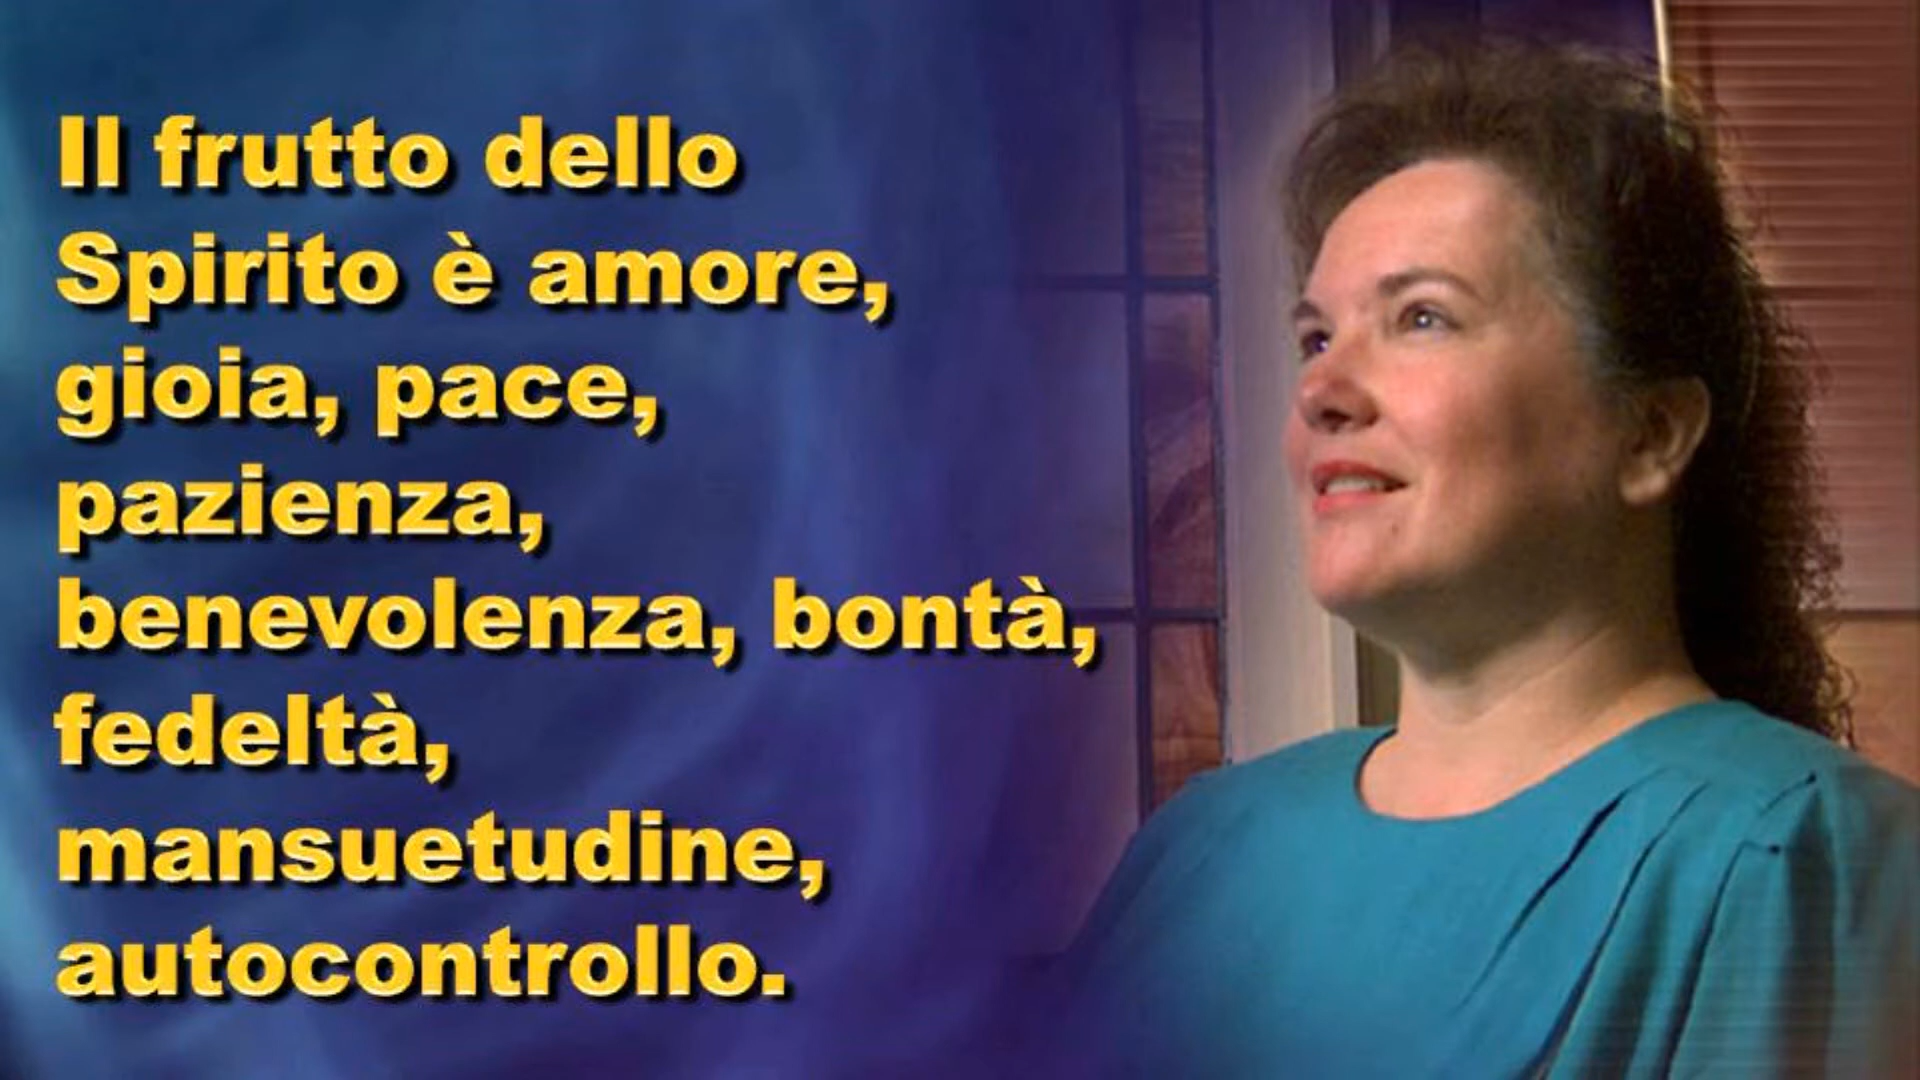 Il frutto dello
Spirito è amore,
gioia, pace,
pazienza,
benevolenza, bontà,
fedeltà,
mansuetudine,
autocontrollo.